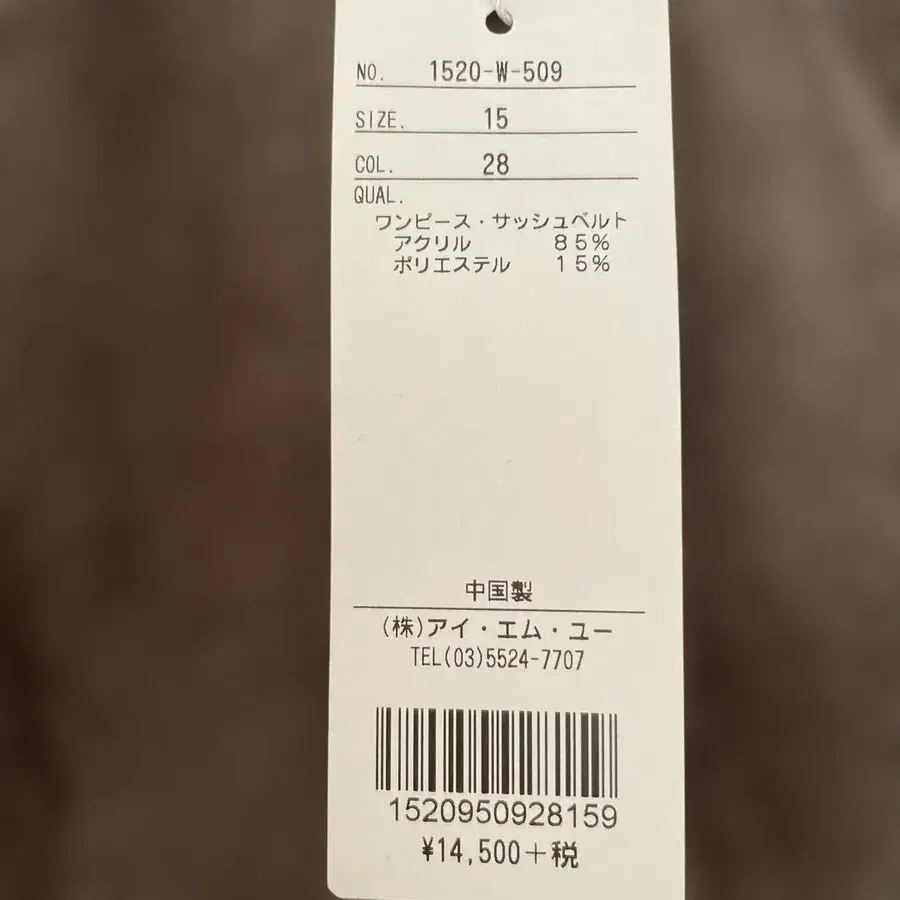 NO. 1520-W-509
SIZE. 15
COL. 28
QUAL.
ワンピース・サッシュベルト
アクリル 85%
ポリエステル 15%
中国製
(株)アイ・エム・ユー
TEL(03)5524-7707
1520950928159
¥14,500+税